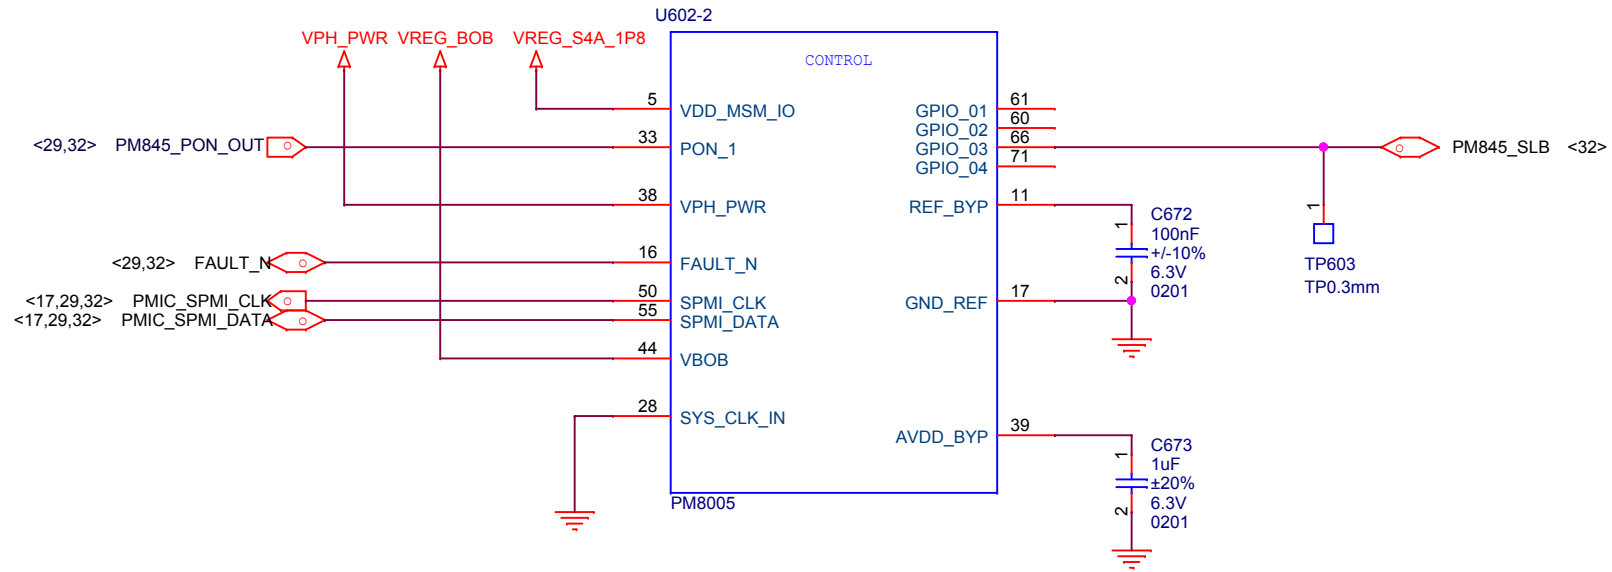 U602-2
VPH_PWR VREG_BOB VREG_S4A_1P8
CONTROL
5 VDD_MSM_IO
<29,32> PM845_PON_OUT 33 PON_1
38 VPH_PWR
<29,32> FAULT_N 16 FAULT_N
<17,29,32> PMIC_SPMI_CLK 50 SPMI_CLK
<17,29,32> PMIC_SPMI_DATA 55 SPMI_DATA
44 VBOB
28 SYS_CLK_IN
GPIO_01 61
GPIO_02 60
GPIO_03 66 PM845_SLB <32>
GPIO_04 71
REF_BYP 11
1
C672
100nF
+/-10%
6.3V
2
0201
1
TP603
TP0.3mm
GND_REF 17
AVDD_BYP 39
1
C673
1uF
±20%
6.3V
2
0201
PM8005